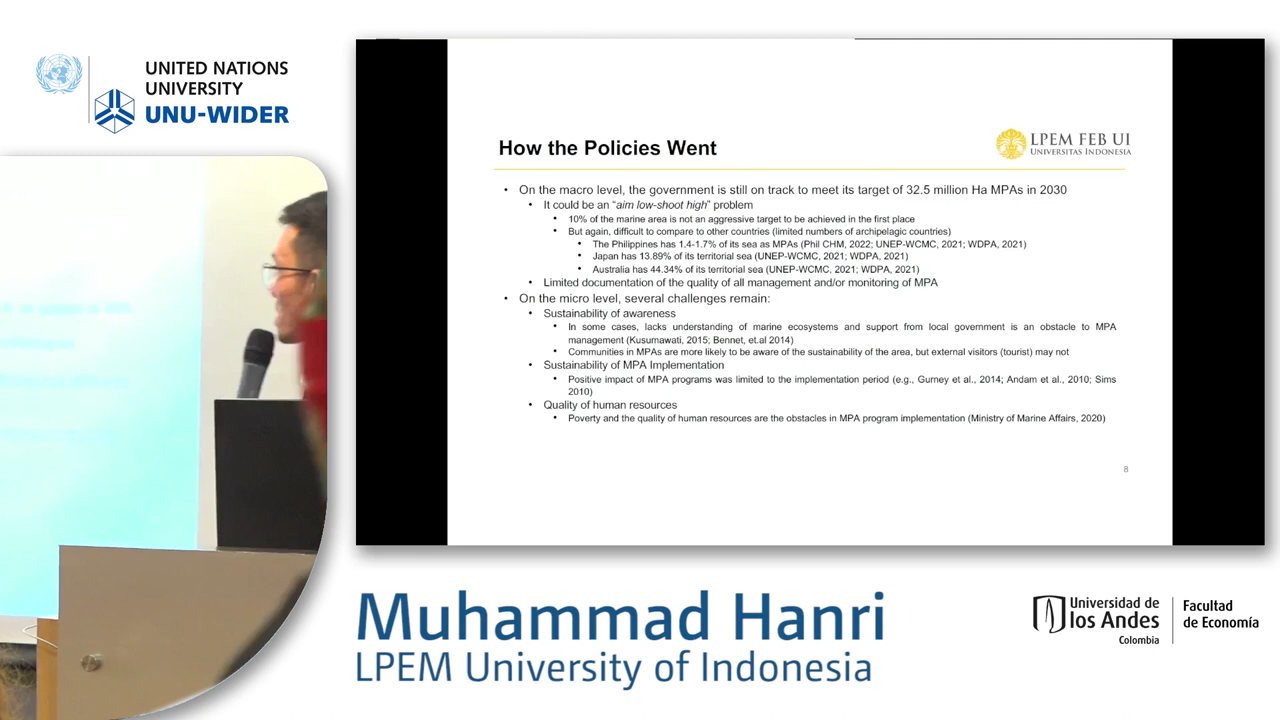 UNITED NATIONS
UNIVERSITY
UNU-WIDER
LPEM FEB UI
UNIVERSITAS INDONESIA
How the Policies Went
• On the macro level, the government is still on track to meet its target of 32.5 million Ha MPAs in 2030
• It could be an “aim low-shoot high” problem
• 10% of the marine area is not an aggressive target to be achieved in the first place
• But again, difficult to compare to other countries (limited numbers of archipelagic countries)
• The Philippines has 1.4-1.7% of its sea as MPAs (Phil CHM, 2022; UNEP-WCMC, 2021; WDPA, 2021)
• Japan has 13.89% of its territorial sea (UNEP-WCMC, 2021; WDPA, 2021)
• Australia has 44.34% of its territorial sea (UNEP-WCMC, 2021; WDPA, 2021)
• Limited documentation of the quality of all management and/or monitoring of MPA
• On the micro level, several challenges remain:
• Sustainability of awareness
• In some cases, lacks understanding of marine ecosystems and support from local government is an obstacle to MPA
management (Kusumawati, 2015; Bennet, et.al 2014)
• Communities in MPAs are more likely to be aware of the sustainability of the area, but external visitors (tourist) may not
• Sustainability of MPA Implementation
• Positive impact of MPA programs was limited to the implementation period (e.g., Gurney et al., 2014; Andam et al., 2010; Sims
2010)
• Quality of human resources
• Poverty and the quality of human resources are the obstacles in MPA program implementation (Ministry of Marine Affairs, 2020)
8
Muhammad Hanri
LPEM University of Indonesia
Universidad de
los Andes
Colombia
Facultad
de Economía